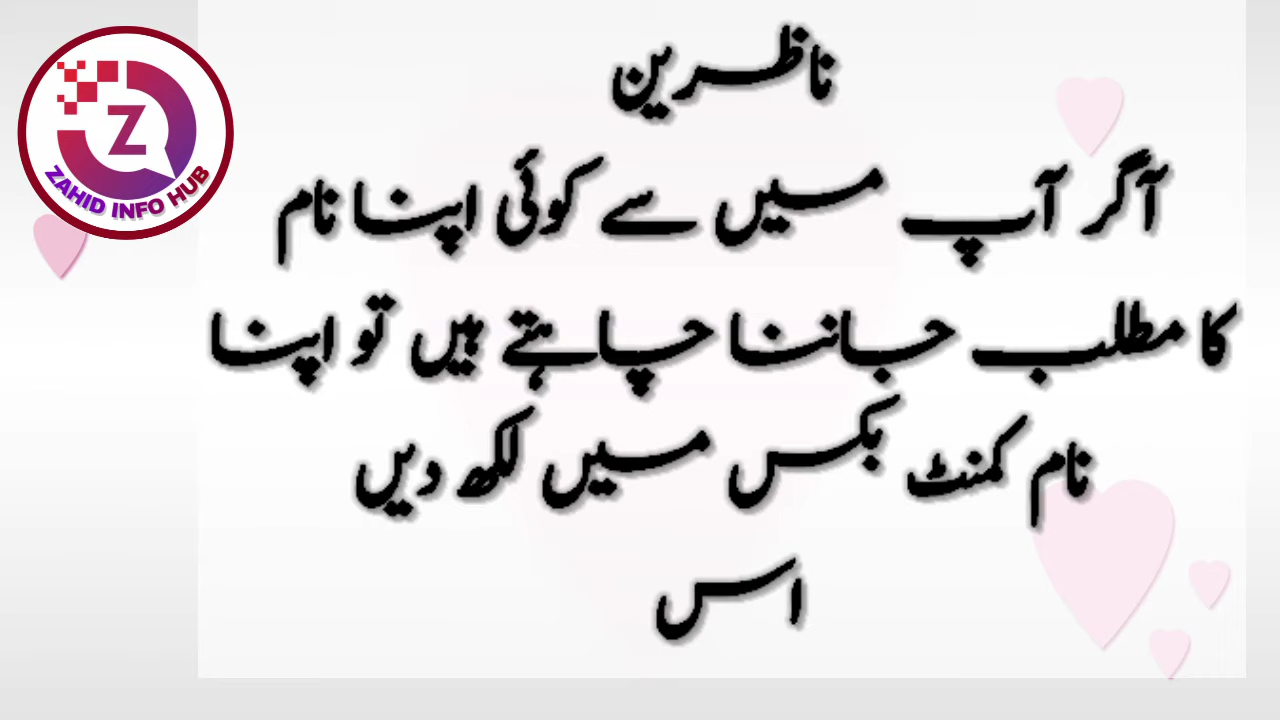 Z
ZAHID INFO HUB
ناظرین
آگر آپ میں سے کوئی اپنا نام
کا مطلب جاننا چاہتے ہیں تو اپنا
نام کمنٹ بکس میں لکھ دیں
اس